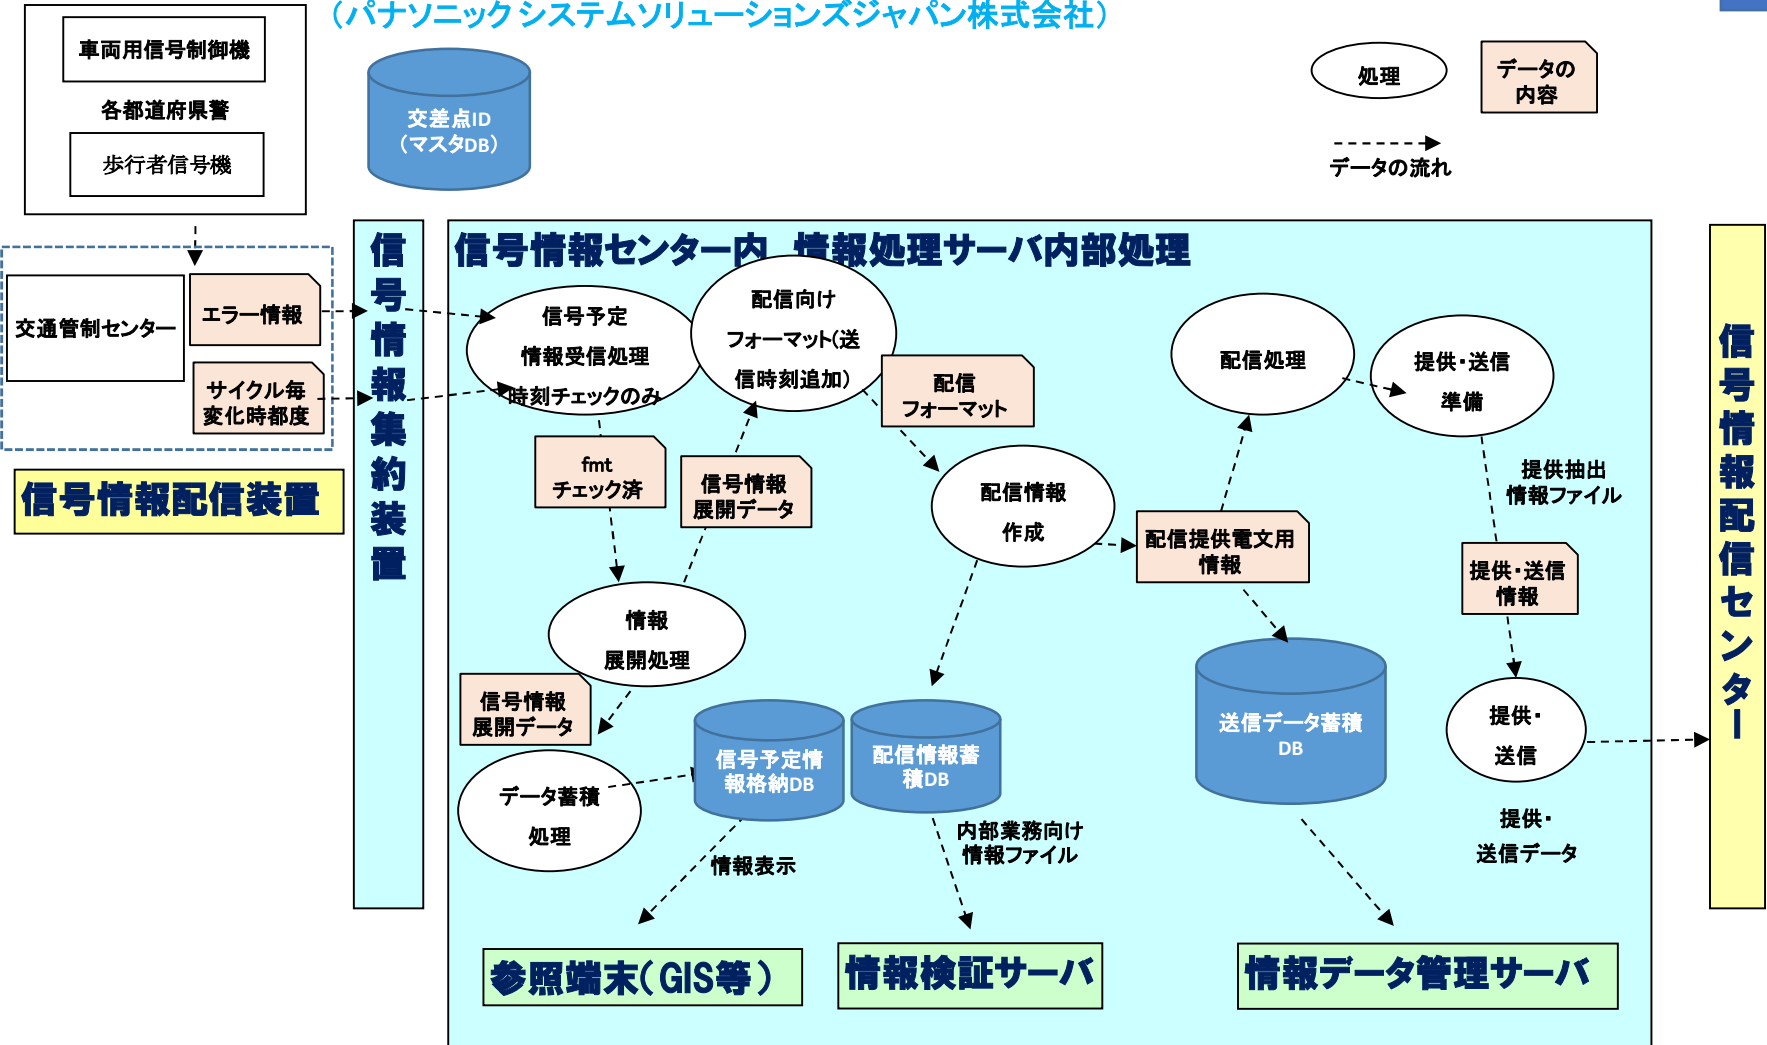 （パナソニック システムソリューションズジャパン株式会社）
車両用信号制御機
各都道府県警
歩行者信号機
交差点ID
（マスタDB）
処理
データの
内容
データの流れ
信号情報センター内　情報処理サーバ内部処理
交通管制センター
エラー情報
サイクル毎
変化時都度
信号情報配信装置
信号情報集約装置
信号予定
情報受信処理
時刻チェックのみ
配信向け
フォーマット(送
信時刻追加）
配信
フォーマット
fmt
チェック済
信号情報
展開データ
配信情報
作成
配信処理
提供・送信
準備
提供抽出
情報ファイル
配信提供電文用
情報
提供・送信
情報
情報
展開処理
信号情報
展開データ
データ蓄積
処理
信号予定情
報格納DB
配信情報蓄
積DB
送信データ蓄積
DB
提供・
送信
提供・
送信データ
情報表示
内部業務向け
情報ファイル
参照端末（GIS等）
情報検証サーバ
情報データ管理サーバ
信号情報配信センター